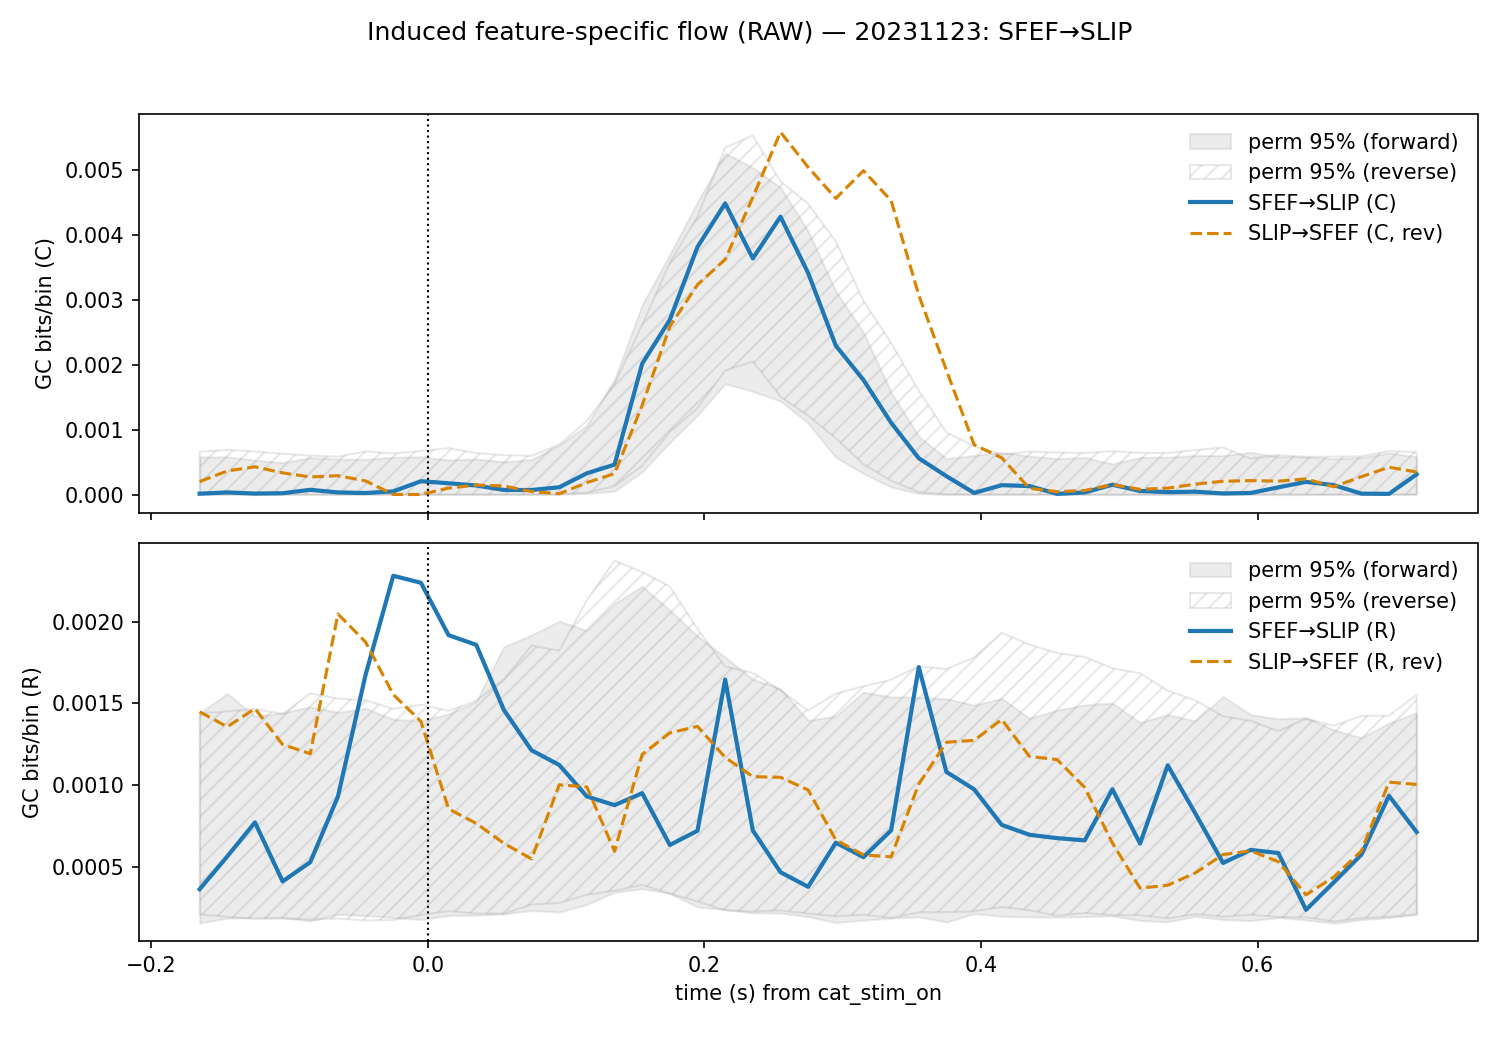 Induced feature-specific flow (RAW) — 20231123: SFEF→SLIP
GC bits/bin (C)
0.005
0.004
0.003
0.002
0.001
0.000
perm 95% (forward)
perm 95% (reverse)
SFEF→SLIP (C)
SLIP→SFEF (C, rev)
GC bits/bin (R)
0.0020
0.0015
0.0010
0.0005
perm 95% (forward)
perm 95% (reverse)
SFEF→SLIP (R)
SLIP→SFEF (R, rev)
−0.2 0.0 0.2 0.4 0.6
time (s) from cat_stim_on